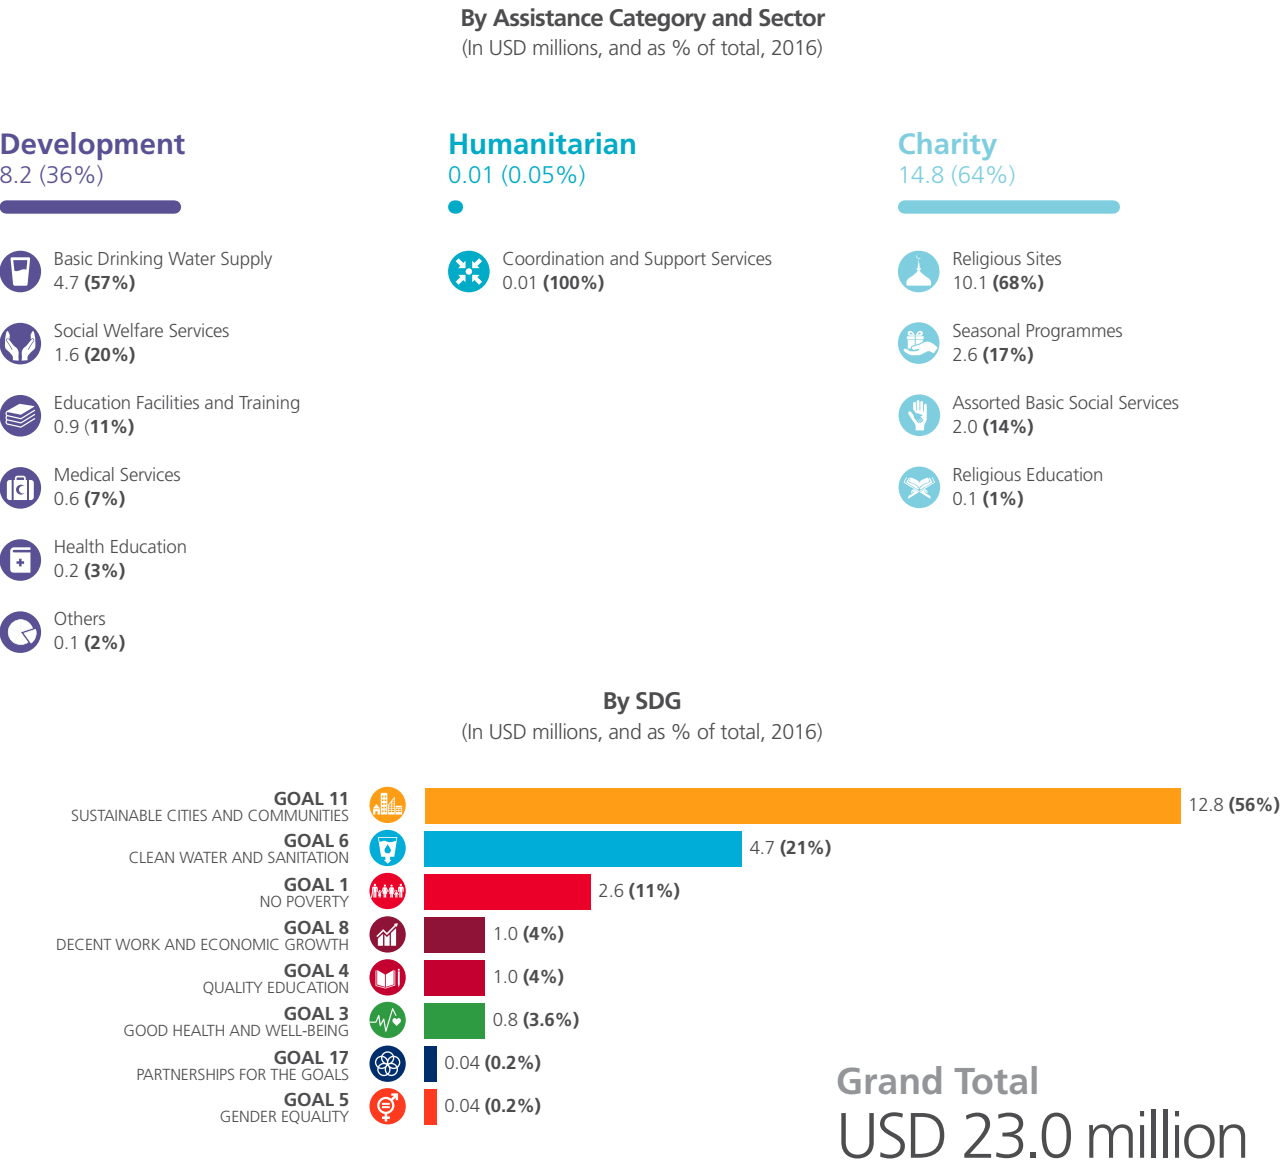 By Assistance Category and Sector
(In USD millions, and as % of total, 2016)
Development
8.2 (36%)
Basic Drinking Water Supply
4.7 (57%)
Social Welfare Services
1.6 (20%)
Education Facilities and Training
0.9 (11%)
Medical Services
0.6 (7%)
Health Education
0.2 (3%)
Others
0.1 (2%)
Humanitarian
0.01 (0.05%)
Coordination and Support Services
0.01 (100%)
Charity
14.8 (64%)
Religious Sites
10.1 (68%)
Seasonal Programmes
2.6 (17%)
Assorted Basic Social Services
2.0 (14%)
Religious Education
0.1 (1%)
By SDG
(In USD millions, and as % of total, 2016)
GOAL 11
SUSTAINABLE CITIES AND COMMUNITIES
12.8 (56%)
GOAL 6
CLEAN WATER AND SANITATION
4.7 (21%)
GOAL 1
NO POVERTY
2.6 (11%)
GOAL 8
DECENT WORK AND ECONOMIC GROWTH
1.0 (4%)
GOAL 4
QUALITY EDUCATION
1.0 (4%)
GOAL 3
GOOD HEALTH AND WELL-BEING
0.8 (3.6%)
GOAL 17
PARTNERSHIPS FOR THE GOALS
0.04 (0.2%)
GOAL 5
GENDER EQUALITY
0.04 (0.2%)
Grand Total
USD 23.0 million